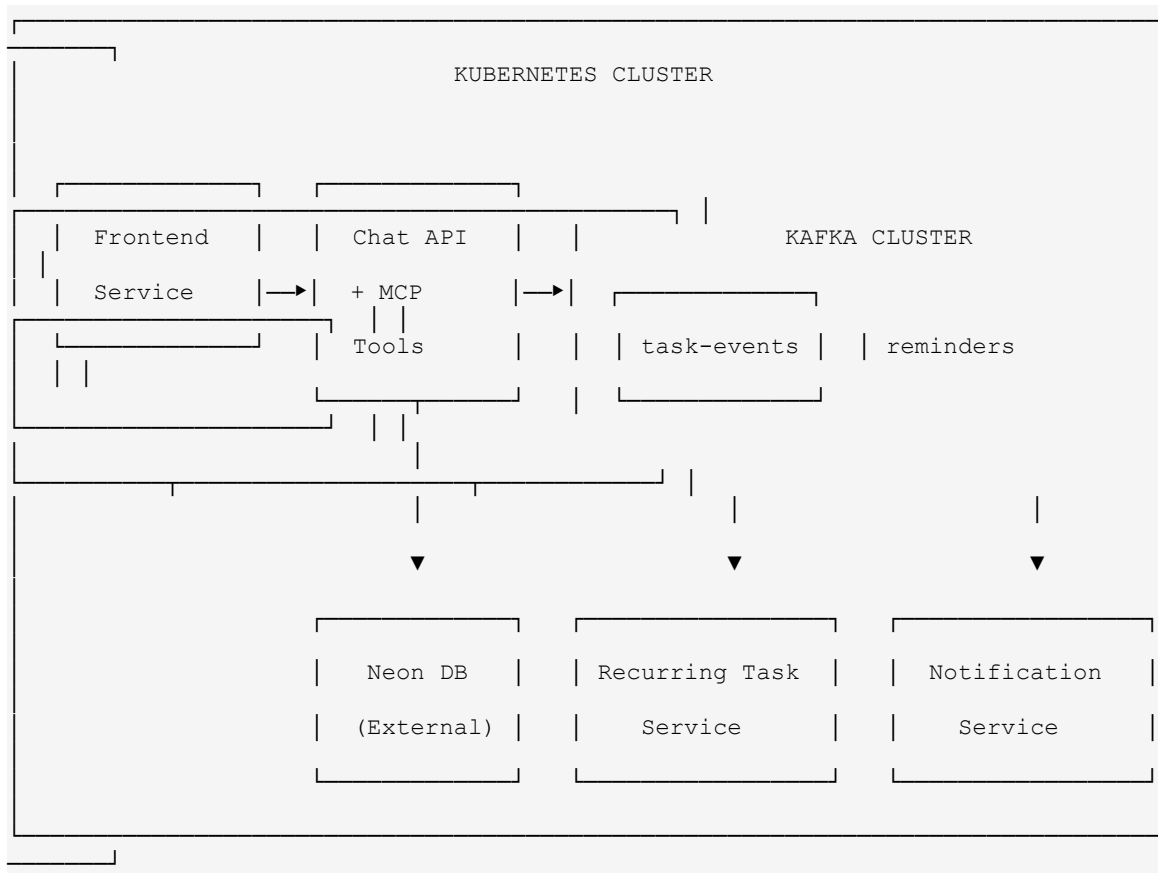 KUBERNETES CLUSTER
Frontend Chat API KAFKA CLUSTER
Service + MCP
Tools task-events reminders
Neon DB Recurring Task Notification
(External) Service Service